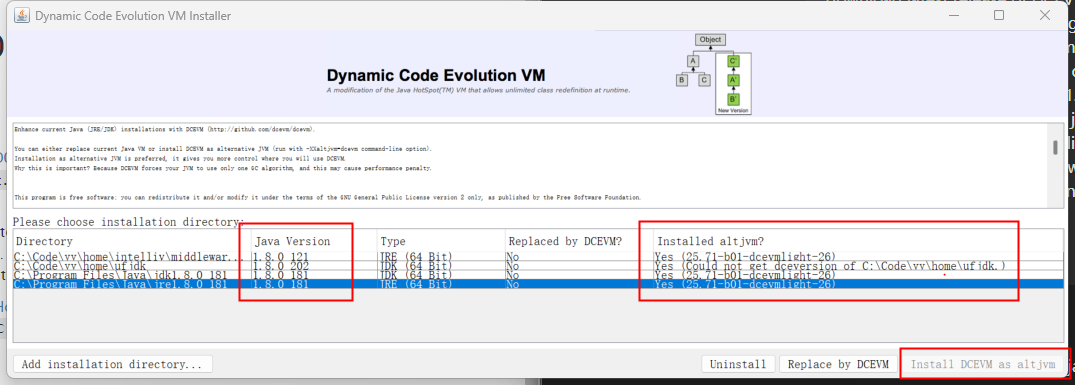 Dynamic Code Evolution VM Installer
Dynamic Code Evolution VM
A modification of the Java HotSpot(TM) VM that allows unlimited class redefinition at runtime.
Object
A
C'
B
C
A'
B'
New Version
Enhance current Java (JRE/JDK) installations with DCEVM (http://github.com/dcevm/dcevm).
You can either replace current Java VM or install DCEVM as alternative JVM (run with -XXaltjvm=dcevm command-line option).
Installation as alternative JVM is preferred, it gives you more control where you will use DCEVM.
Why this is important? Because DCEVM forces your JVM to use only one GC algorithm, and this may cause performance penalty.
This program is free software: you can redistribute it and/or modify it under the terms of the GNU General Public License version 2 only, as published by the Free Software Foundation.
Please choose installation directory:
Directory Java Version Type Replaced by DCEVM? Installed altjvm?
C:\Code\vv\home\intelliv\middlewar... 1.8.0_121 JRE (64 Bit) No Yes (25.71-b01-dcevmlight-26)
C:\Code\vv\home\ufjdk 1.8.0_202 JDK (64 Bit) No Yes (Could not get dceversion of C:\Code\vv\home\ufjdk.)
C:\Program Files\Java\jdk1.8.0_181 1.8.0_181 JDK (64 Bit) No Yes (25.71-b01-dcevmlight-26)
C:\Program Files\Java\jre1.8.0_181 1.8.0_181 JRE (64 Bit) No Yes (25.71-b01-dcevmlight-26)
Add installation directory... Uninstall Replace by DCEVM Install DCEVM as altjvm